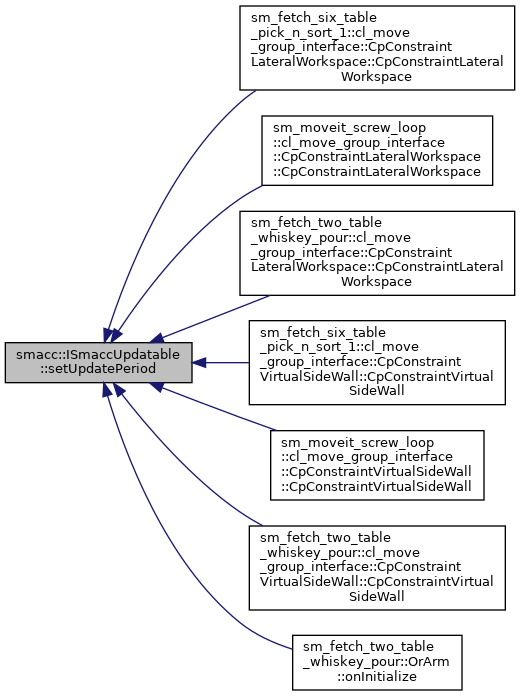 sm_fetch_six_table
_pick_n_sort_1::cl_move
_group_interface::CpConstraint
LateralWorkspace::CpConstraintLateral
Workspace
sm_moveit_screw_loop
::cl_move_group_interface
::CpConstraintLateralWorkspace
::CpConstraintLateralWorkspace
sm_fetch_two_table
_whiskey_pour::cl_move
_group_interface::CpConstraint
LateralWorkspace::CpConstraintLateral
Workspace
smacc::ISmaccUpdatable
::setUpdatePeriod
sm_fetch_six_table
_pick_n_sort_1::cl_move
_group_interface::CpConstraint
VirtualSideWall::CpConstraintVirtual
SideWall
sm_moveit_screw_loop
::cl_move_group_interface
::CpConstraintVirtualSideWall
::CpConstraintVirtualSideWall
sm_fetch_two_table
_whiskey_pour::cl_move
_group_interface::CpConstraint
VirtualSideWall::CpConstraintVirtual
SideWall
sm_fetch_two_table
_whiskey_pour::OrArm
::onInitialize